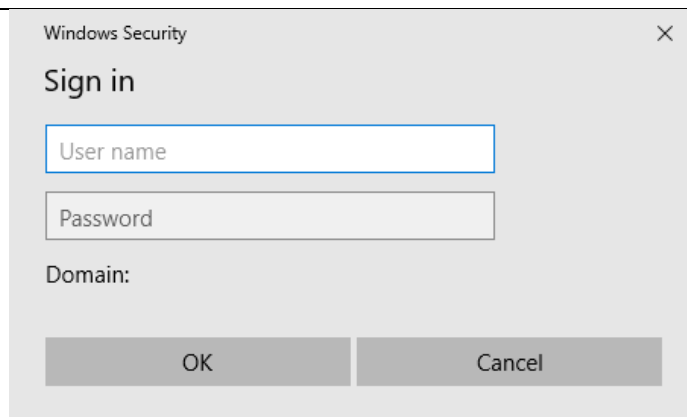 Windows Security
Sign in
User name
Password
Domain:
OK
Cancel